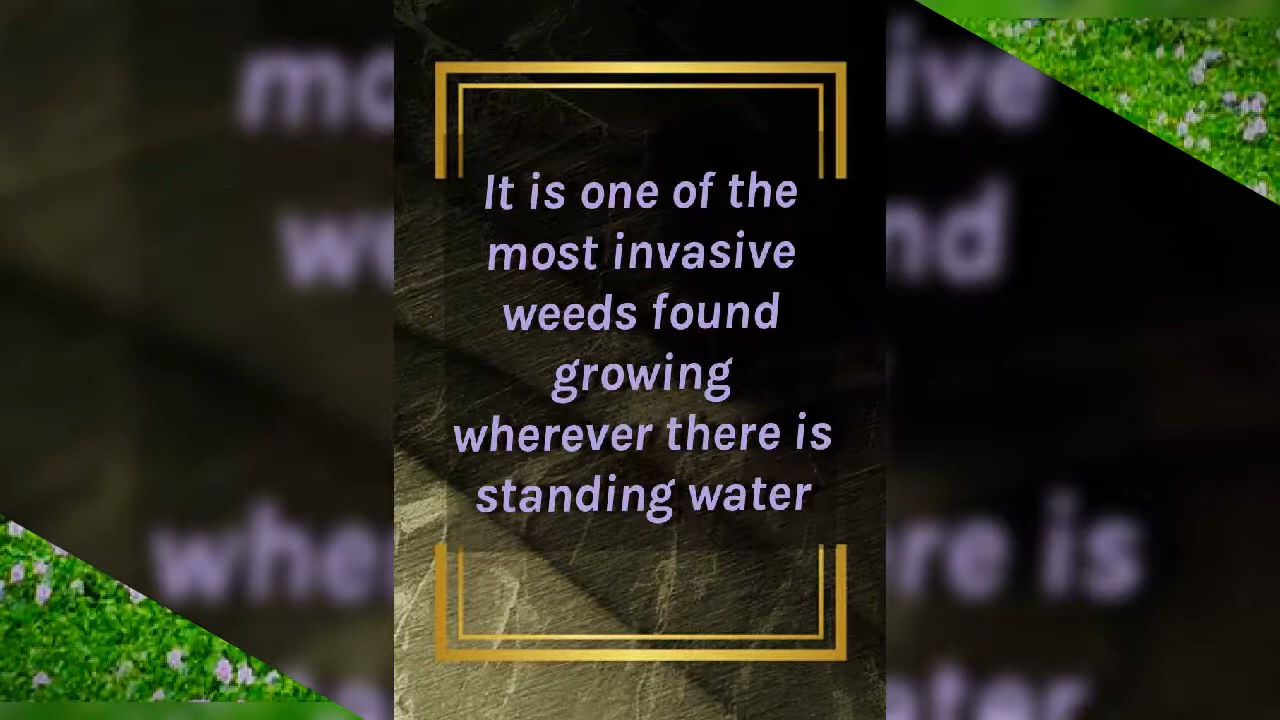 It is one of the
most invasive
weeds found
growing
wherever there is
standing water